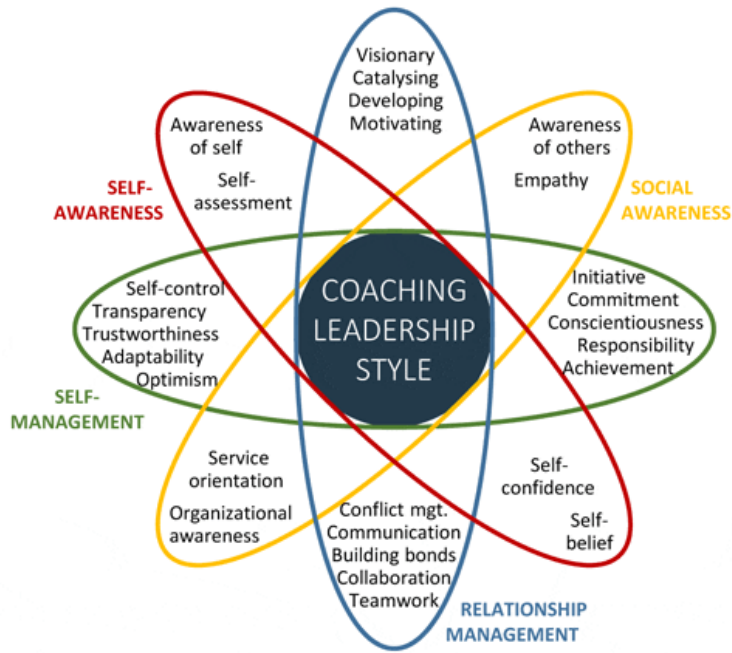 Visionary
Catalysing
Developing
Motivating
Awareness
of self
Self-
assessment
Awareness
of others
Empathy
SELF-
AWARENESS
SOCIAL
AWARENESS
Self-control
Transparency
Trustworthiness
Adaptability
Optimism
COACHING
LEADERSHIP
STYLE
Initiative
Commitment
Conscientiousness
Responsibility
Achievement
SELF-
MANAGEMENT
Service
orientation
Organizational
awareness
Conflict mgt.
Communication
Building bonds
Collaboration
Teamwork
Self-
confidence
Self-
belief
RELATIONSHIP
MANAGEMENT